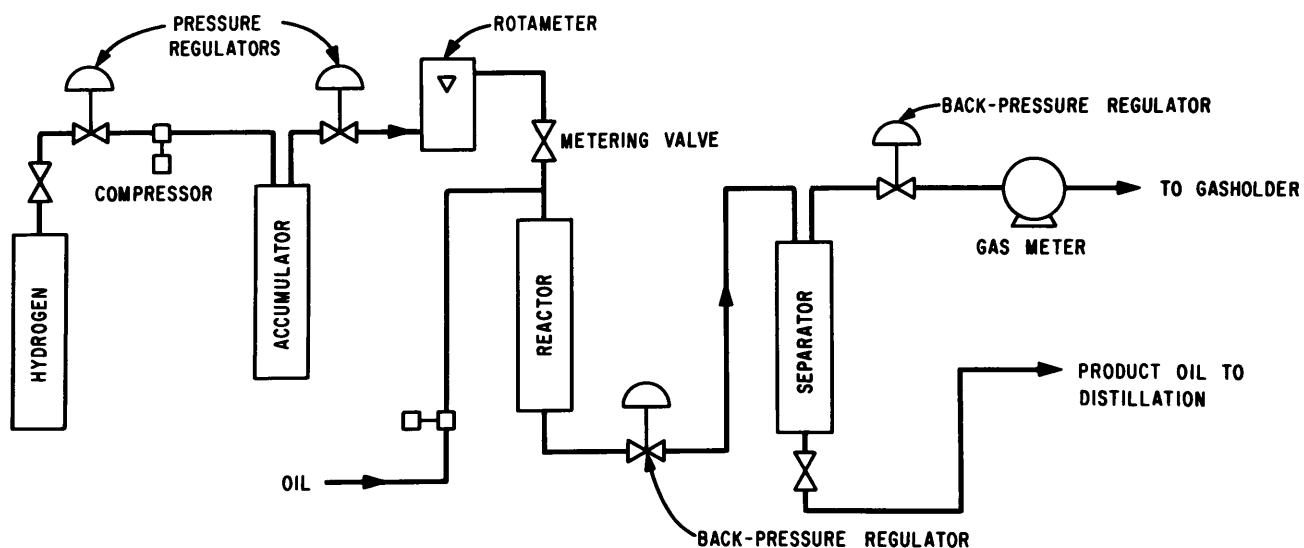 PRESSURE
REGULATORS
ROTAMETER
BACK-PRESSURE REGULATOR
METERING VALVE
COMPRESSOR
TO GASHOLDER
GAS METER
HYDROGEN
ACCUMULATOR
REACTOR
SEPARATOR
PRODUCT OIL TO
DISTILLATION
OIL
BACK-PRESSURE REGULATOR